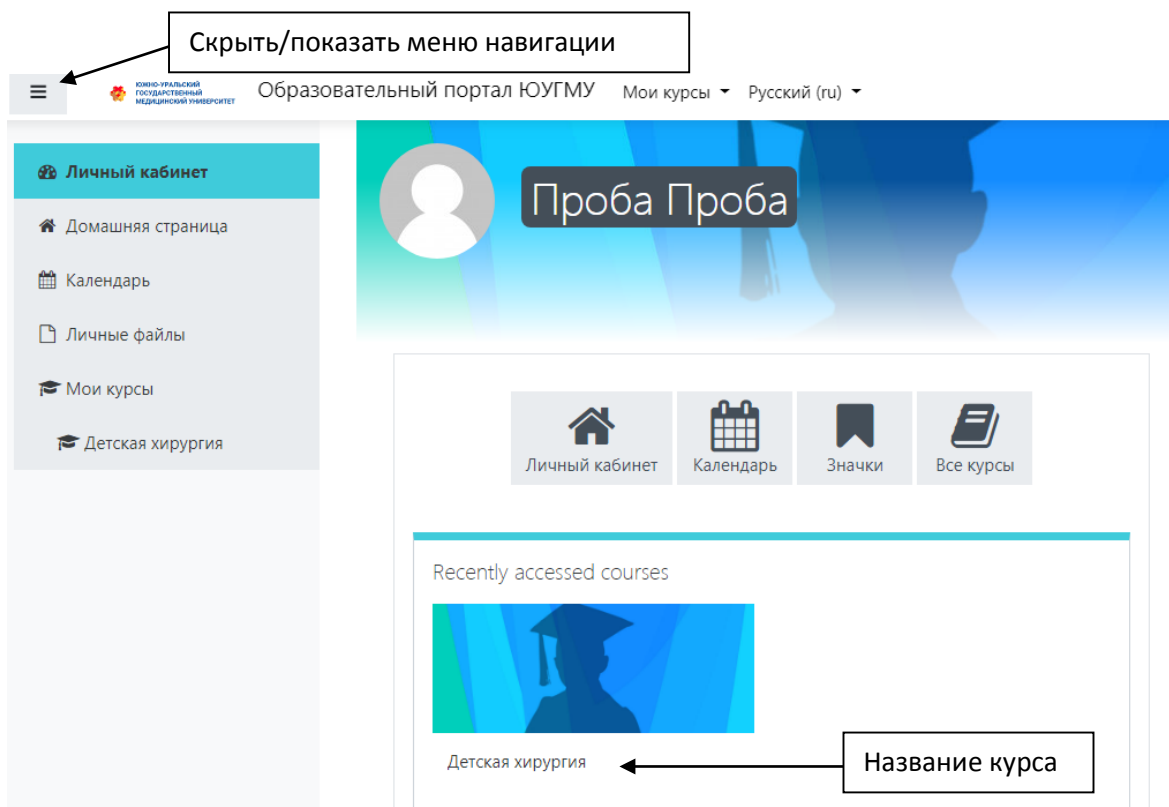 Скрыть/показать меню навигации
ЮЖНО-УРАЛЬСКИЙ
ГОСУДАРСТВЕННЫЙ
МЕДИЦИНСКИЙ УНИВЕРСИТЕТ
Образовательный портал ЮУГМУ
Мои курсы
Русский (ru)
Личный кабинет
Домашняя страница
Календарь
Личные файлы
Мои курсы
Детская хирургия
Проба Проба
Личный кабинет
Календарь
Значки
Все курсы
Recently accessed courses
Детская хирургия
Название курса